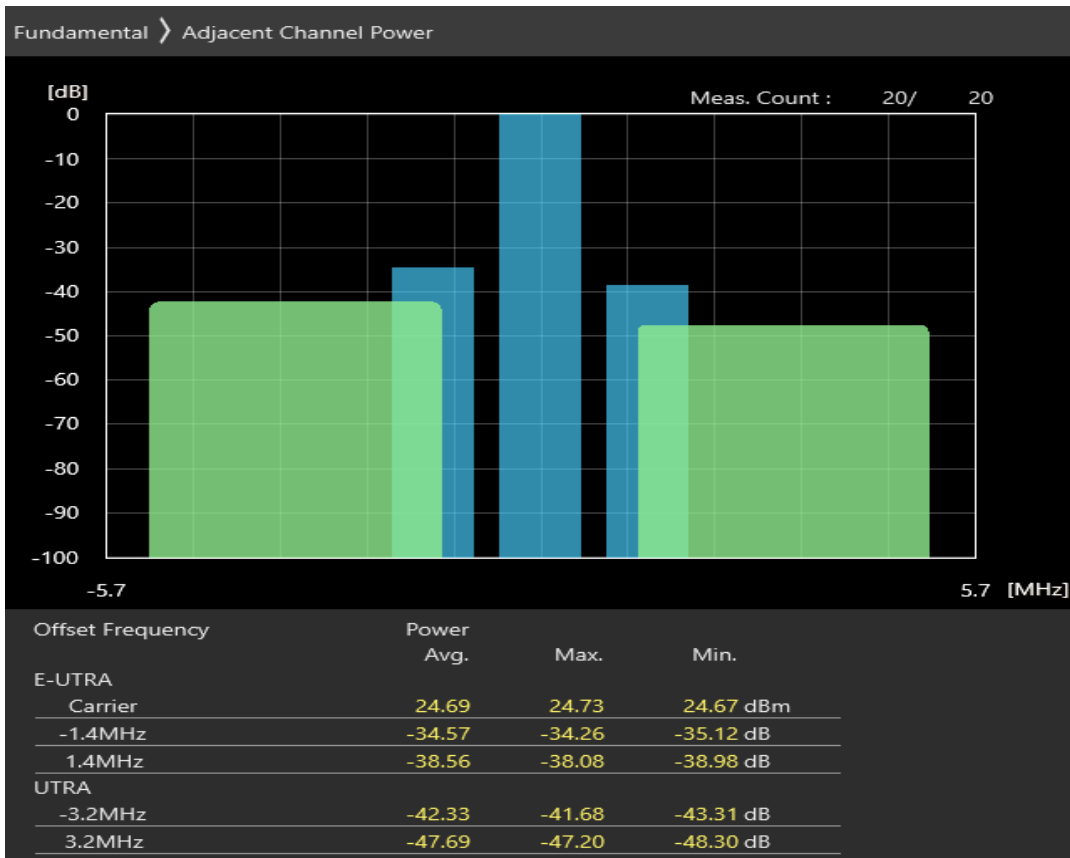 Fundamental 〉 Adjacent Channel Power
[dB]
Meas. Count : 20/ 20
0
-10
-20
-30
-40
-50
-60
-70
-80
-90
-100
-5.7 5.7 [MHz]
Offset Frequency Power
Avg. Max. Min.
E-UTRA
Carrier 24.69 24.73 24.67 dBm
-1.4MHz -34.57 -34.26 -35.12 dB
1.4MHz -38.56 -38.08 -38.98 dB
UTRA
-3.2MHz -42.33 -41.68 -43.31 dB
3.2MHz -47.69 -47.20 -48.30 dB